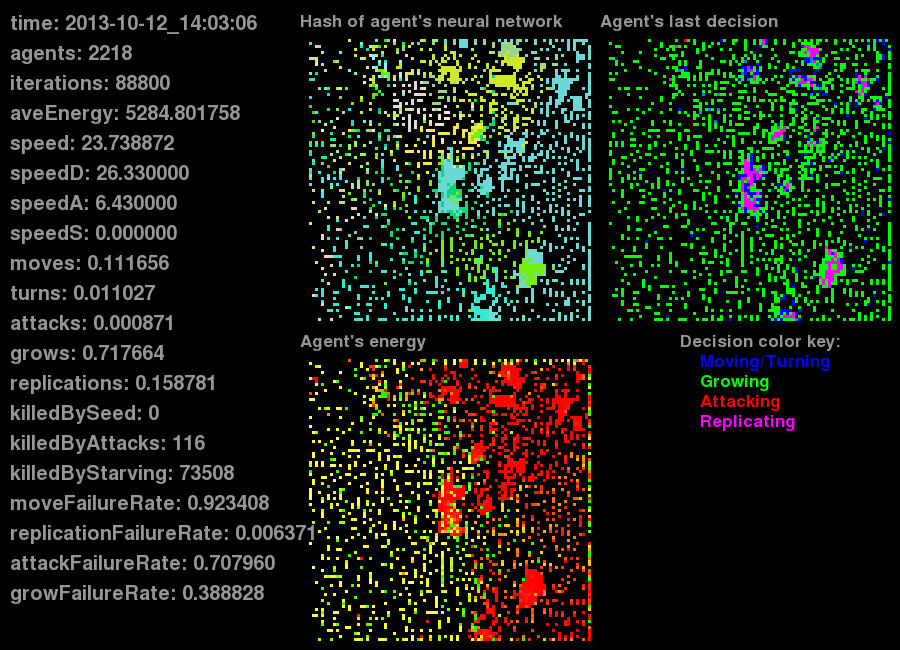 time: 2013-10-12_14:03:06
agents: 2218
iterations: 88800
aveEnergy: 5284.801758
speed: 23.738872
speedD: 26.330000
speedA: 6.430000
speedS: 0.000000
moves: 0.111656
turns: 0.011027
attacks: 0.000871
grows: 0.717664
replications: 0.158781
killedBySeed: 0
killedByAttacks: 116
killedByStarving: 73508
moveFailureRate: 0.923408
replicationFailureRate: 0.006371
attackFailureRate: 0.707960
growFailureRate: 0.388828
Hash of agent's neural network
Agent's last decision
Agent's energy
Decision color key:
Moving/Turning
Growing
Attacking
Replicating